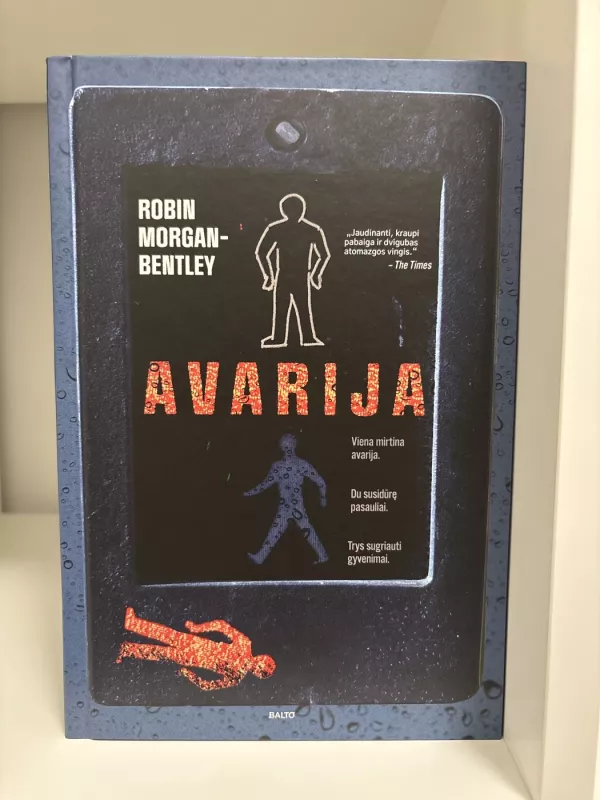 ROBIN
MORGAN-
BENTLEY
„Jaudinanti, kraupi
pabaiga ir dvigubas
atomazgos vingis.“
– The Times
AVARIJA
Viena mirtina
avarija.
Du susidūrę
pasauliai.
Trys sugriauti
gyvenimai.
BALTO